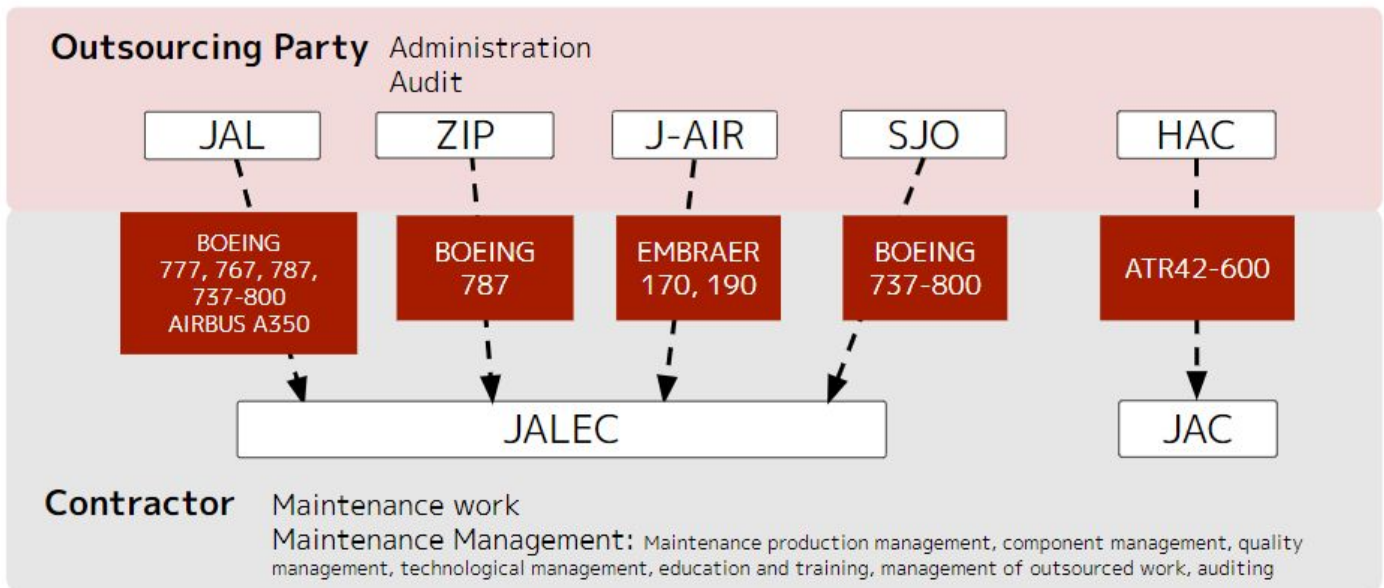 Outsourcing Party Administration
Audit
JAL
ZIP
J-AIR
SJO
HAC
BOEING
777, 767, 787,
737-800
AIRBUS A350
BOEING
787
EMBRAER
170, 190
BOEING
737-800
ATR42-600
JALEC
JAC
Contractor Maintenance work
Maintenance Management: Maintenance production management, component management, quality
management, technological management, education and training, management of outsourced work, auditing